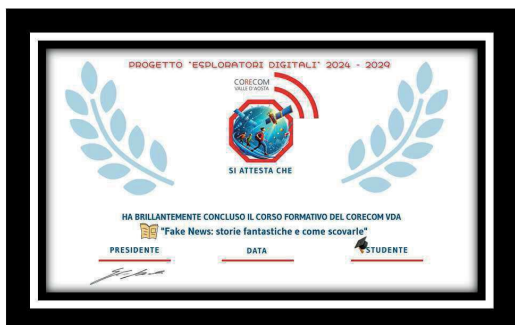 PROGETTO "ESPLORATORI DIGITALI" 2024 - 2029
CORECOM
VALLE D'AOSTA
SI ATTESTA CHE
HA BRILLANTEMENTE CONCLUSO IL CORSO FORMATIVO DEL CORECOM VDA
"Fake News: storie fantastiche e come scovarle"
PRESIDENTE DATA STUDENTE